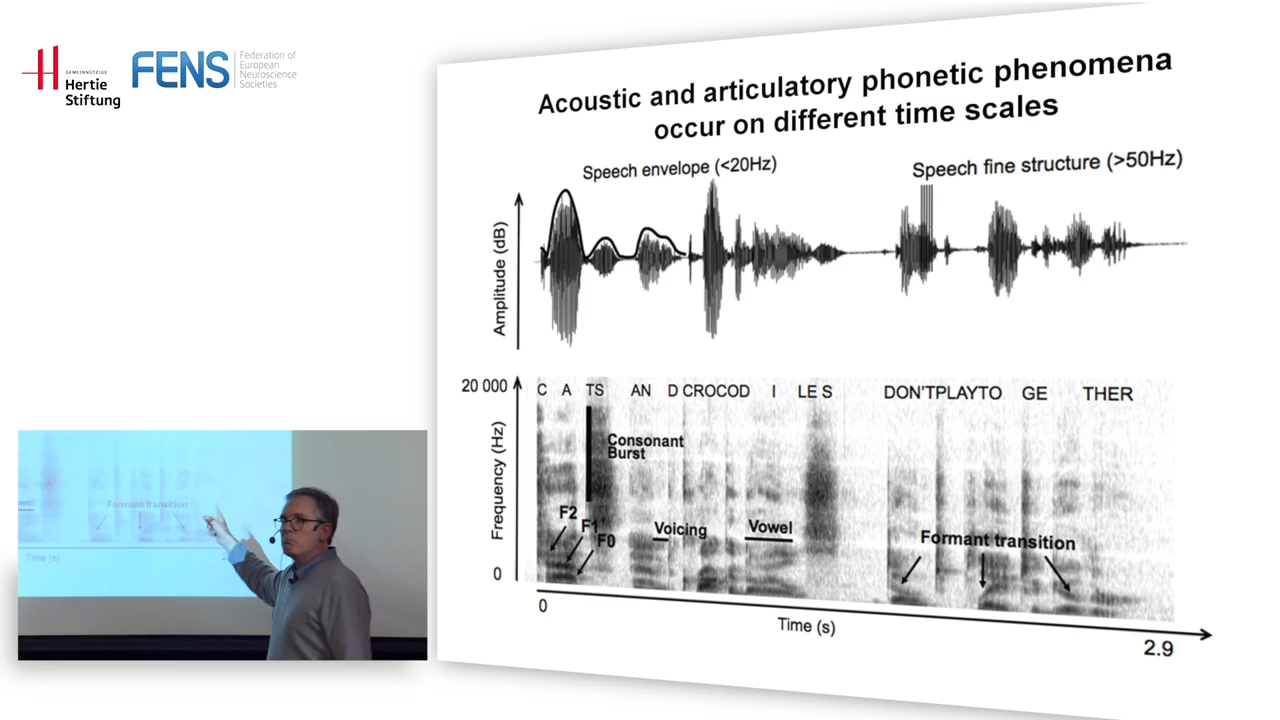 GEMEINNÜTZIGE
Hertie
Stiftung
FENS
Federation of
European
Neuroscience
Societies
Acoustic and articulatory phonetic phenomena
occur on different time scales
Speech envelope (<20Hz)
Speech fine structure (>50Hz)
Amplitude (dB)
20 000
C A TS AN D CROCOD I LE S DON'TPLAYTO GE THER
Frequency (Hz)
Consonant
Burst
F2
F1
F0
Voicing
Vowel
Formant transition
0
0
Time (s)
2.9
Formant transition
Time (s)